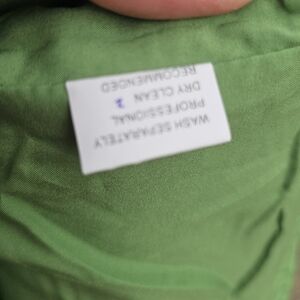 WASH SEPARATELY
PROFESSIONAL
DRY CLEAN
RECOMMENDED